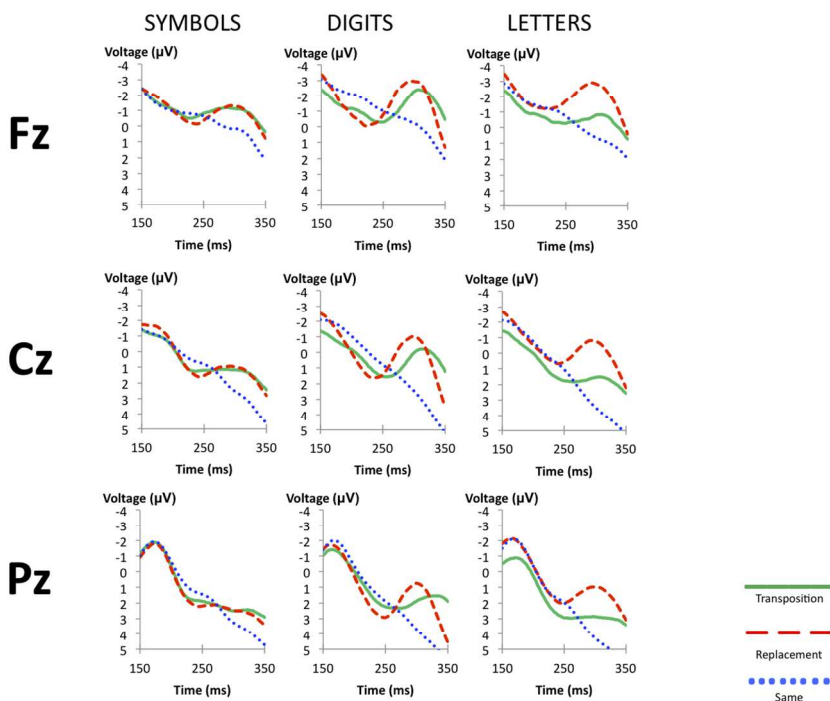 SYMBOLS DIGITS LETTERS
Voltage (µV) Voltage (µV) Voltage (µV)
Fz
-4 -4 -4
-3 -3 -3
-2 -2 -2
-1 -1 -1
0 0 0
1 1 1
2 2 2
3 3 3
4 4 4
5 5 5
150 250 350 150 250 350 150 250 350
Time (ms) Time (ms) Time (ms)
Voltage (µV) Voltage (µV) Voltage (µV)
Cz
-4 -4 -4
-3 -3 -3
-2 -2 -2
-1 -1 -1
0 0 0
1 1 1
2 2 2
3 3 3
4 4 4
5 5 5
150 250 350 150 250 350 150 250 350
Time (ms) Time (ms) Time (ms)
Voltage (µV) Voltage (µV) Voltage (µV)
Pz
-4 -4 -4
-3 -3 -3
-2 -2 -2
-1 -1 -1
0 0 0
1 1 1
2 2 2
3 3 3
4 4 4
5 5 5
150 250 350 150 250 350 150 250 350
Time (ms) Time (ms) Time (ms)
Transposition
Replacement
Same